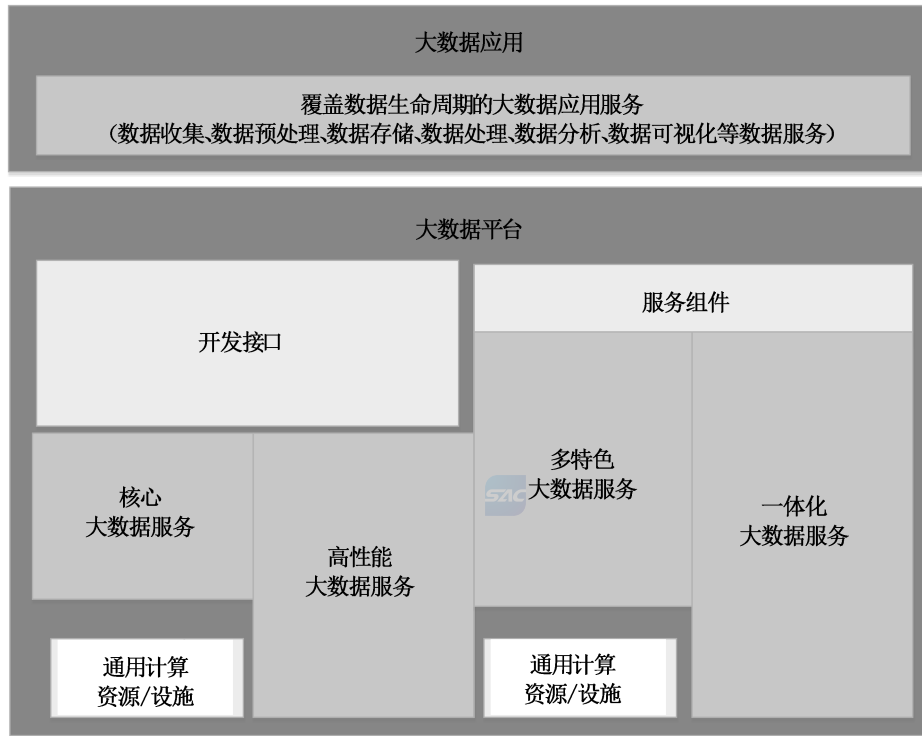 大数据应用
覆盖数据生命周期的大数据应用服务
（数据收集、数据预处理、数据存储、数据处理、数据分析、数据可视化等数据服务）
大数据平台
开发接口
服务组件
核心
大数据服务
高性能
大数据服务
多特色
大数据服务
一体化
大数据服务
通用计算
资源/设施
通用计算
资源/设施
SAC